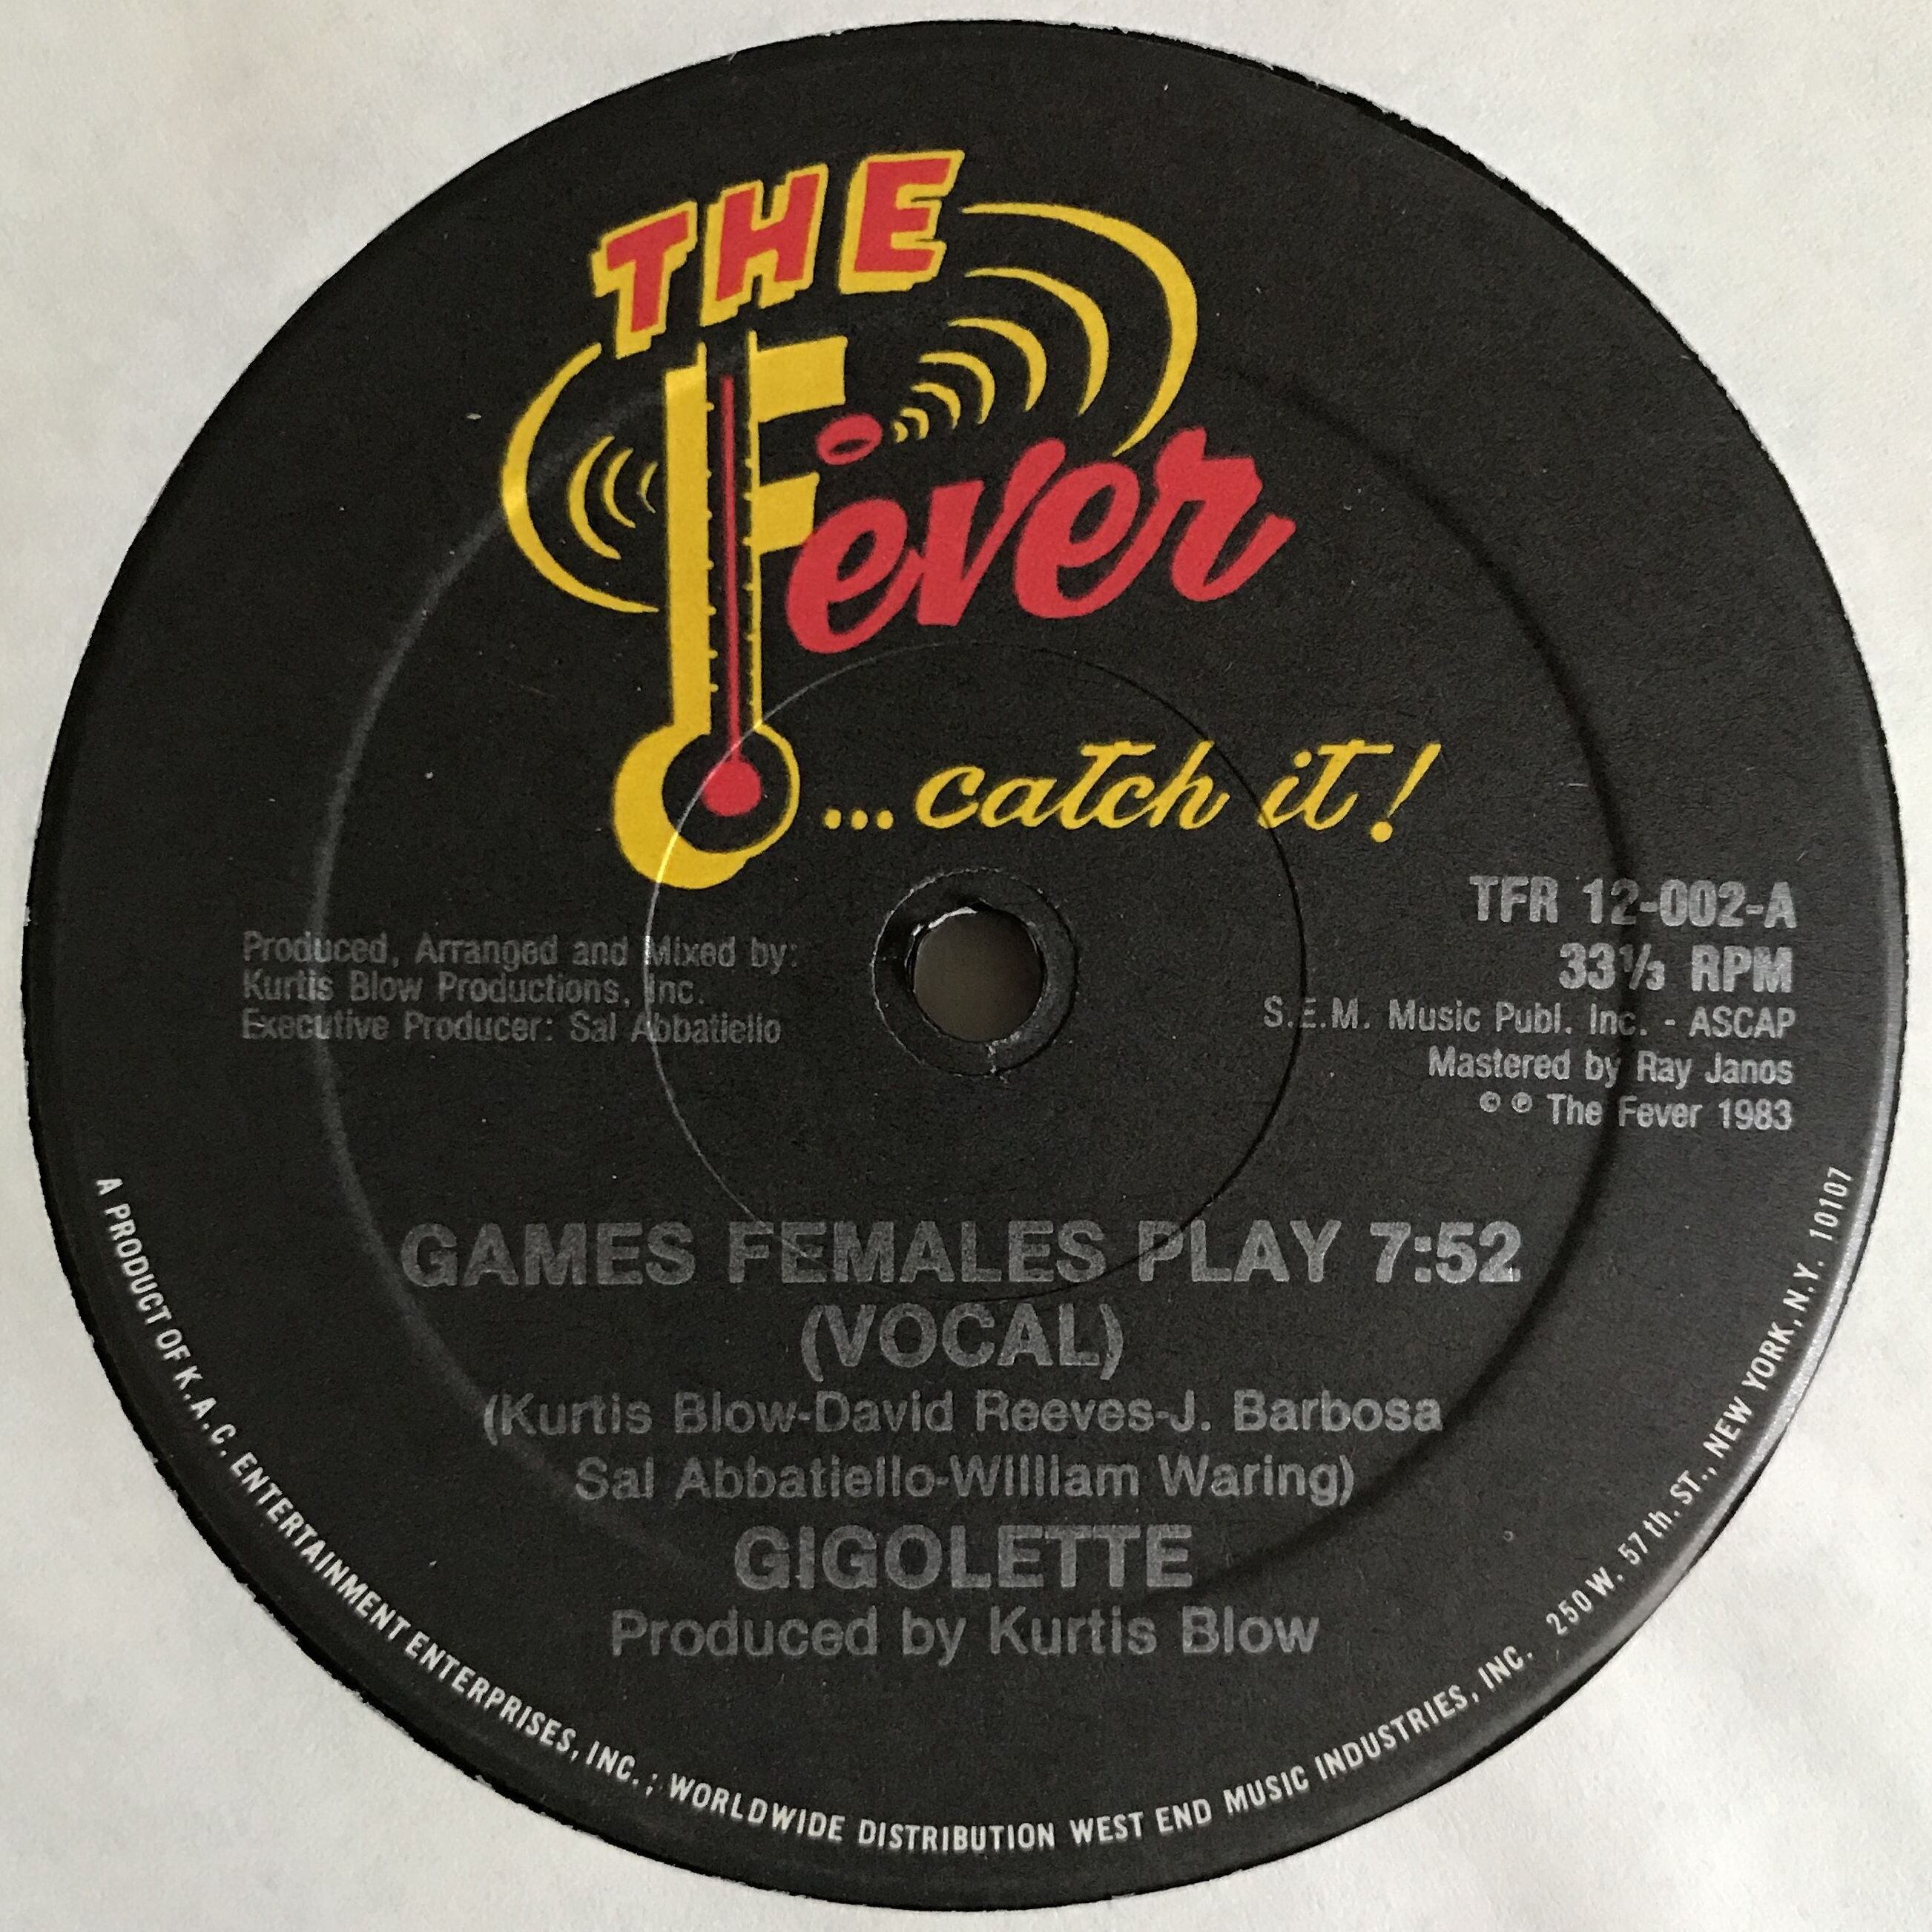 THE
Fever
...catch it!
Produced, Arranged and Mixed by:
Kurtis Blow Productions, Inc.
Executive Producer: Sal Abbatiello
TFR 12-002-A
33⅓ RPM
S.E.M. Music Publ. Inc. - ASCAP
Mastered by Ray Janos
© ℗ The Fever 1983
GAMES FEMALES PLAY 7:52
(VOCAL)
(Kurtis Blow-David Reeves-J. Barbosa
Sal Abbatiello-William Waring)
GIGOLETTE
Produced by Kurtis Blow
A PRODUCT OF K.A.C. ENTERTAINMENT ENTERPRISES, INC.; WORLDWIDE DISTRIBUTION WEST END MUSIC INDUSTRIES, INC. 250 W. 57th. ST., NEW YORK, N.Y. 10107